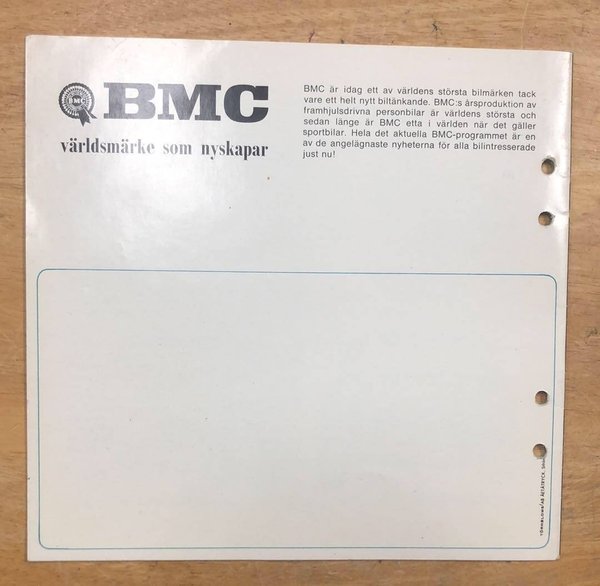 BMC
BMC
världsmärke som nyskapar
BMC är idag ett av världens största bilmärken tack
vare ett helt nytt biltänkande. BMC:s årsproduktion av
framhjulsdrivna personbilar är världens största och
sedan länge är BMC etta i världen när det gäller
sportbilar. Hela det aktuella BMC-programmet är en
av de angelägnaste nyheterna för alla bilintresserade
just nu!